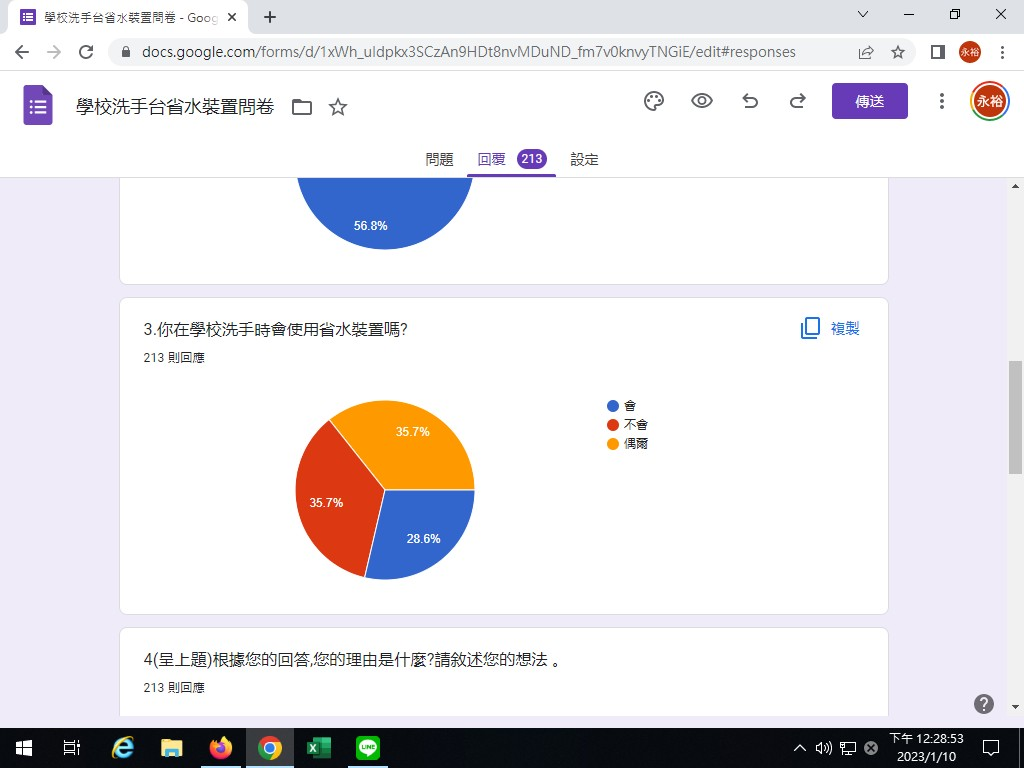 學校洗手台省水裝置問卷 - Goog
docs.google.com/forms/d/1xWh_uldpkx3SCzAn9HDt8nvMDuND_fm7v0knvyTNGiE/edit#responses
永裕
學校洗手台省水裝置問卷
傳送
永裕
問題
回覆
213
設定
56.8%
3.你在學校洗手時會使用省水裝置嗎?
複製
213 則回應
會
不會
偶爾
35.7%
35.7%
28.6%
4(呈上題)根據您的回答,您的理由是什麼?請敘述您的想法 。
213 則回應
LINE
下午 12:28:53
2023/1/10